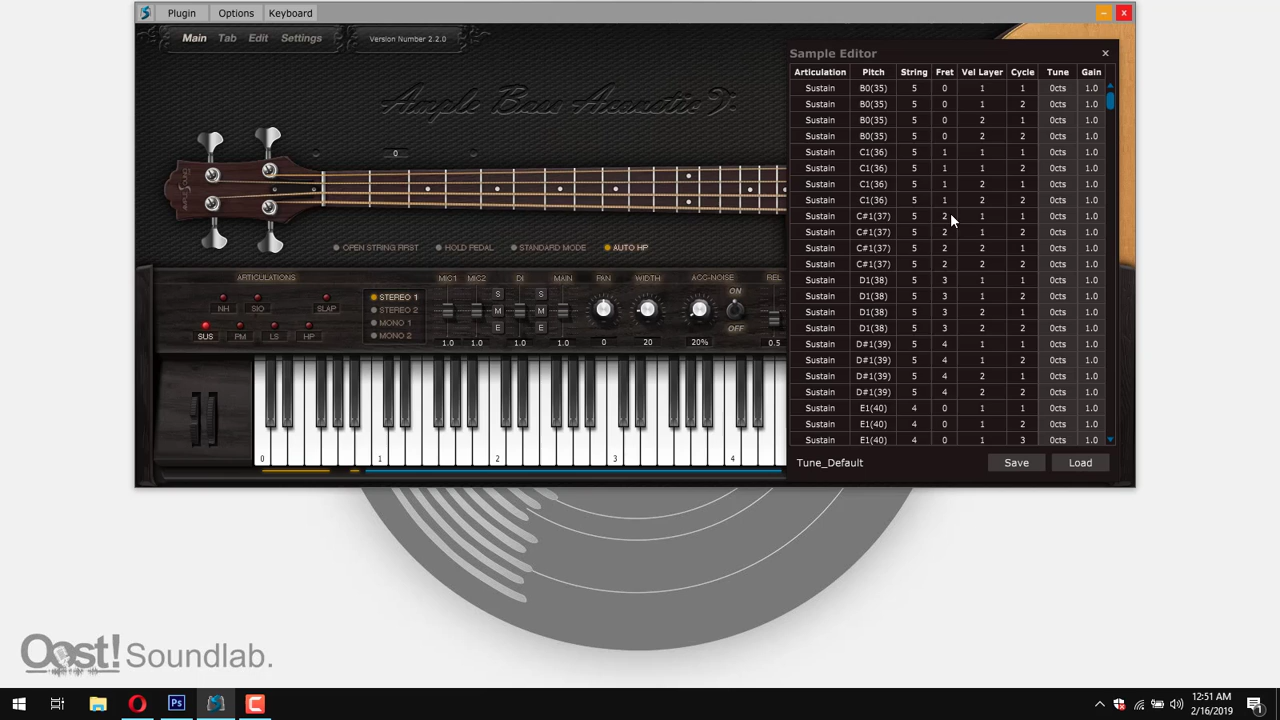 Plugin Options Keyboard – x
Main Tab Edit Settings
Version Number 2.2.0
Ample Bass Acoustic
0
OPEN STRING FIRST HOLD PEDAL STANDARD MODE AUTO HP
ARTICULATIONS
NH SIO SLAP
SUS PM LS HP
STEREO 1
STEREO 2
MONO 1
MONO 2
MIC1 MIC2 DI MAIN PAN WIDTH ACC-NOISE REL
S S
M M
E E
ON
OFF
1.0 1.0 1.0 1.0 0 20 20% 0.5
0 1 2 3 4
Sample Editor x
Articulation Pitch String Fret Vel Layer Cycle Tune Gain
Sustain B0(35) 5 0 1 1 0cts 1.0
Sustain B0(35) 5 0 1 2 0cts 1.0
Sustain B0(35) 5 0 2 1 0cts 1.0
Sustain B0(35) 5 0 2 2 0cts 1.0
Sustain C1(36) 5 1 1 1 0cts 1.0
Sustain C1(36) 5 1 1 2 0cts 1.0
Sustain C1(36) 5 1 2 1 0cts 1.0
Sustain C1(36) 5 1 2 2 0cts 1.0
Sustain C#1(37) 5 2 1 1 0cts 1.0
Sustain C#1(37) 5 2 1 2 0cts 1.0
Sustain C#1(37) 5 2 2 1 0cts 1.0
Sustain C#1(37) 5 2 2 2 0cts 1.0
Sustain D1(38) 5 3 1 1 0cts 1.0
Sustain D1(38) 5 3 1 2 0cts 1.0
Sustain D1(38) 5 3 2 1 0cts 1.0
Sustain D1(38) 5 3 2 2 0cts 1.0
Sustain D#1(39) 5 4 1 1 0cts 1.0
Sustain D#1(39) 5 4 1 2 0cts 1.0
Sustain D#1(39) 5 4 2 1 0cts 1.0
Sustain D#1(39) 5 4 2 2 0cts 1.0
Sustain E1(40) 4 0 1 1 0cts 1.0
Sustain E1(40) 4 0 1 2 0cts 1.0
Sustain E1(40) 4 0 1 3 0cts 1.0
Tune_Default Save Load
Oost! Soundlab.
Ps
12:51 AM
2/16/2019
1